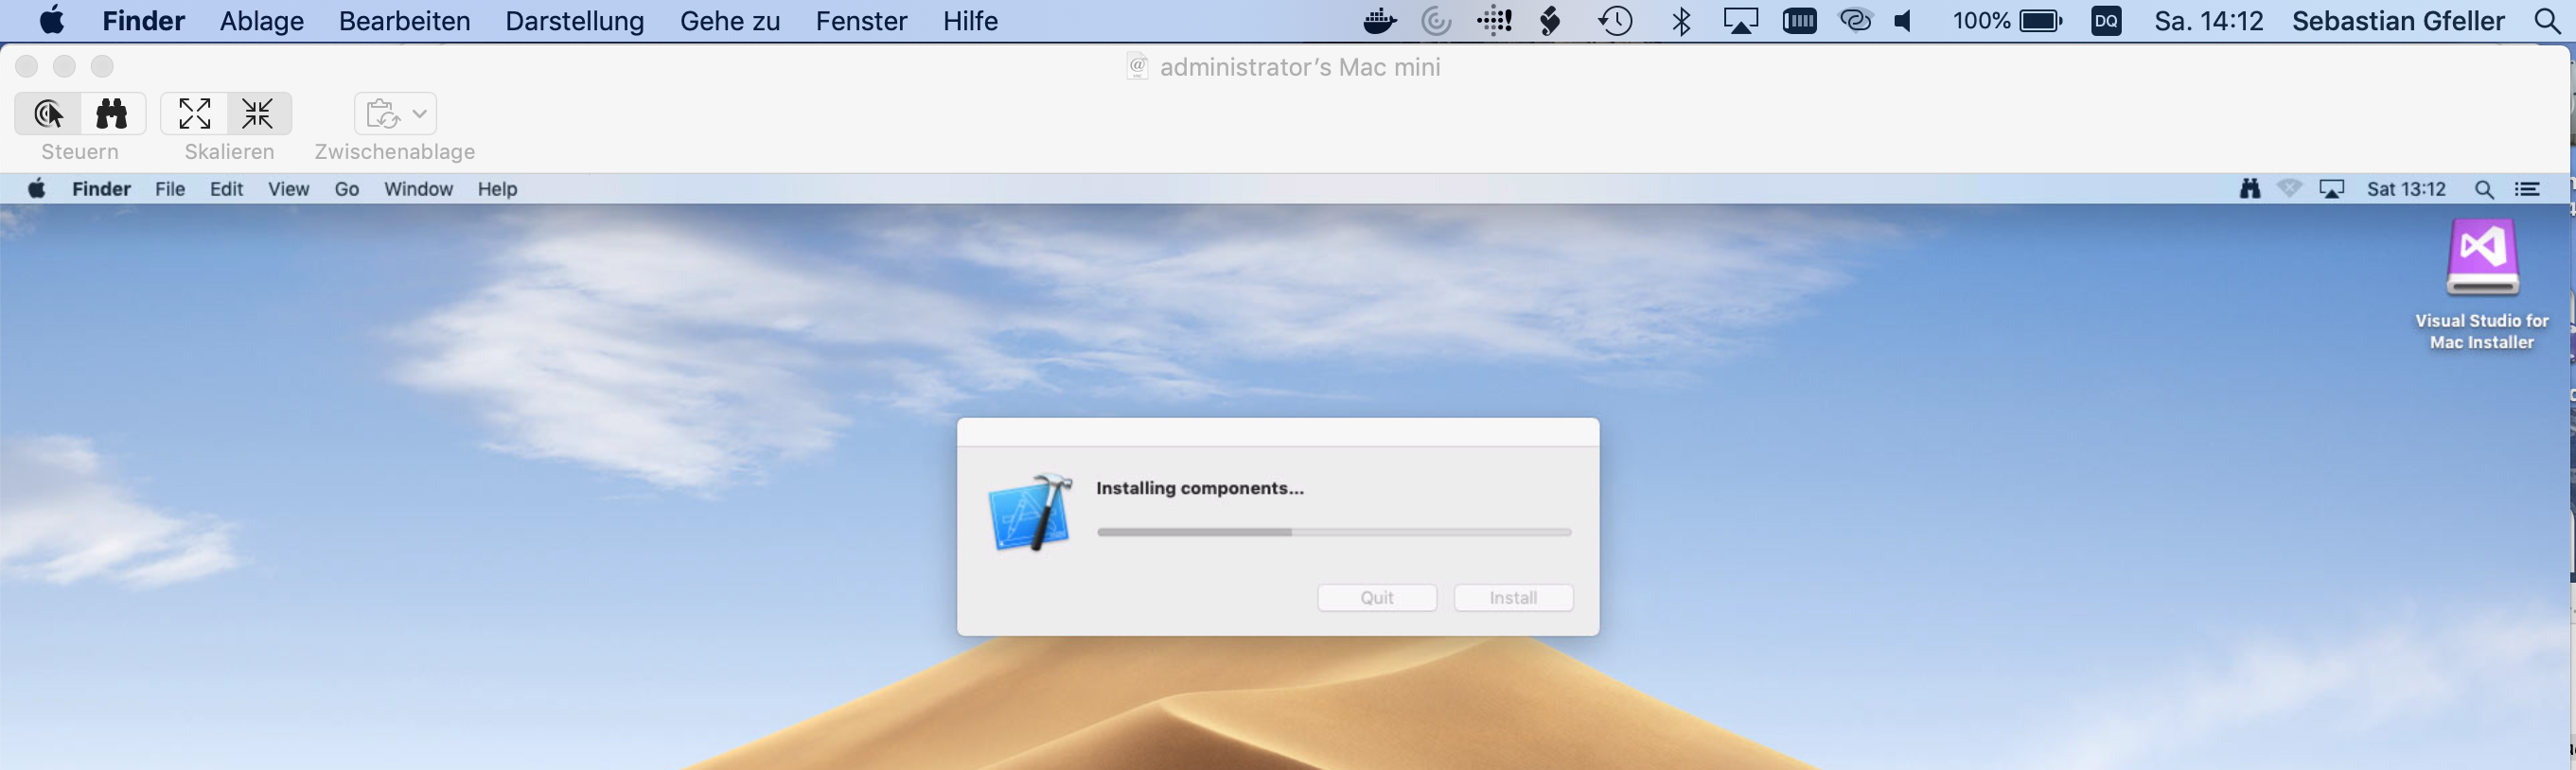 Finder Ablage Bearbeiten Darstellung Gehe zu Fenster Hilfe 100% DQ Sa. 14:12 Sebastian Gfeller
administrator’s Mac mini
Steuern Skalieren Zwischenablage
Finder File Edit View Go Window Help Sat 13:12
Visual Studio for
Mac Installer
Installing components...
Quit Install